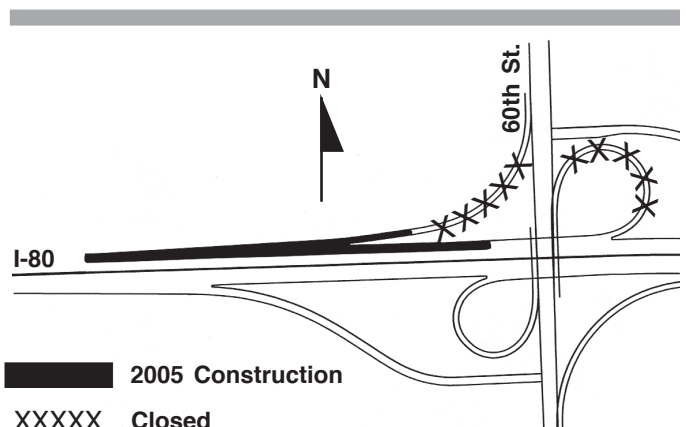 N
60th St.
I-80
2005 Construction
XXXXX Closed